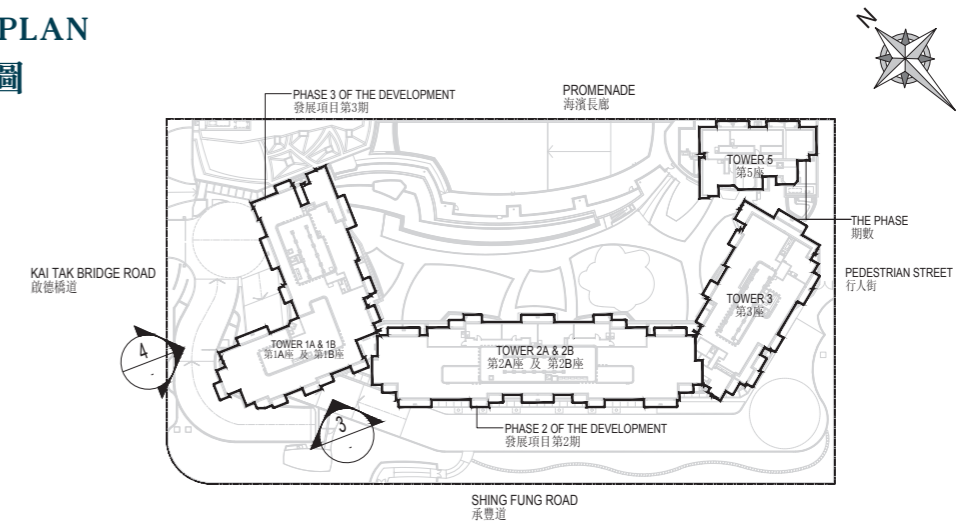 PLAN
圖
N
PHASE 3 OF THE DEVELOPMENT
發展項目第3期
PROMENADE
海濱長廊
TOWER 5
第5座
THE PHASE
期數
KAI TAK BRIDGE ROAD
啟德橋道
PEDESTRIAN STREET
行人街
TOWER 3
第3座
TOWER 1A & 1B
第1A座 及 第1B座
TOWER 2A & 2B
第2A座 及 第2B座
4
-
3
-
PHASE 2 OF THE DEVELOPMENT
發展項目第2期
SHING FUNG ROAD
承豐道